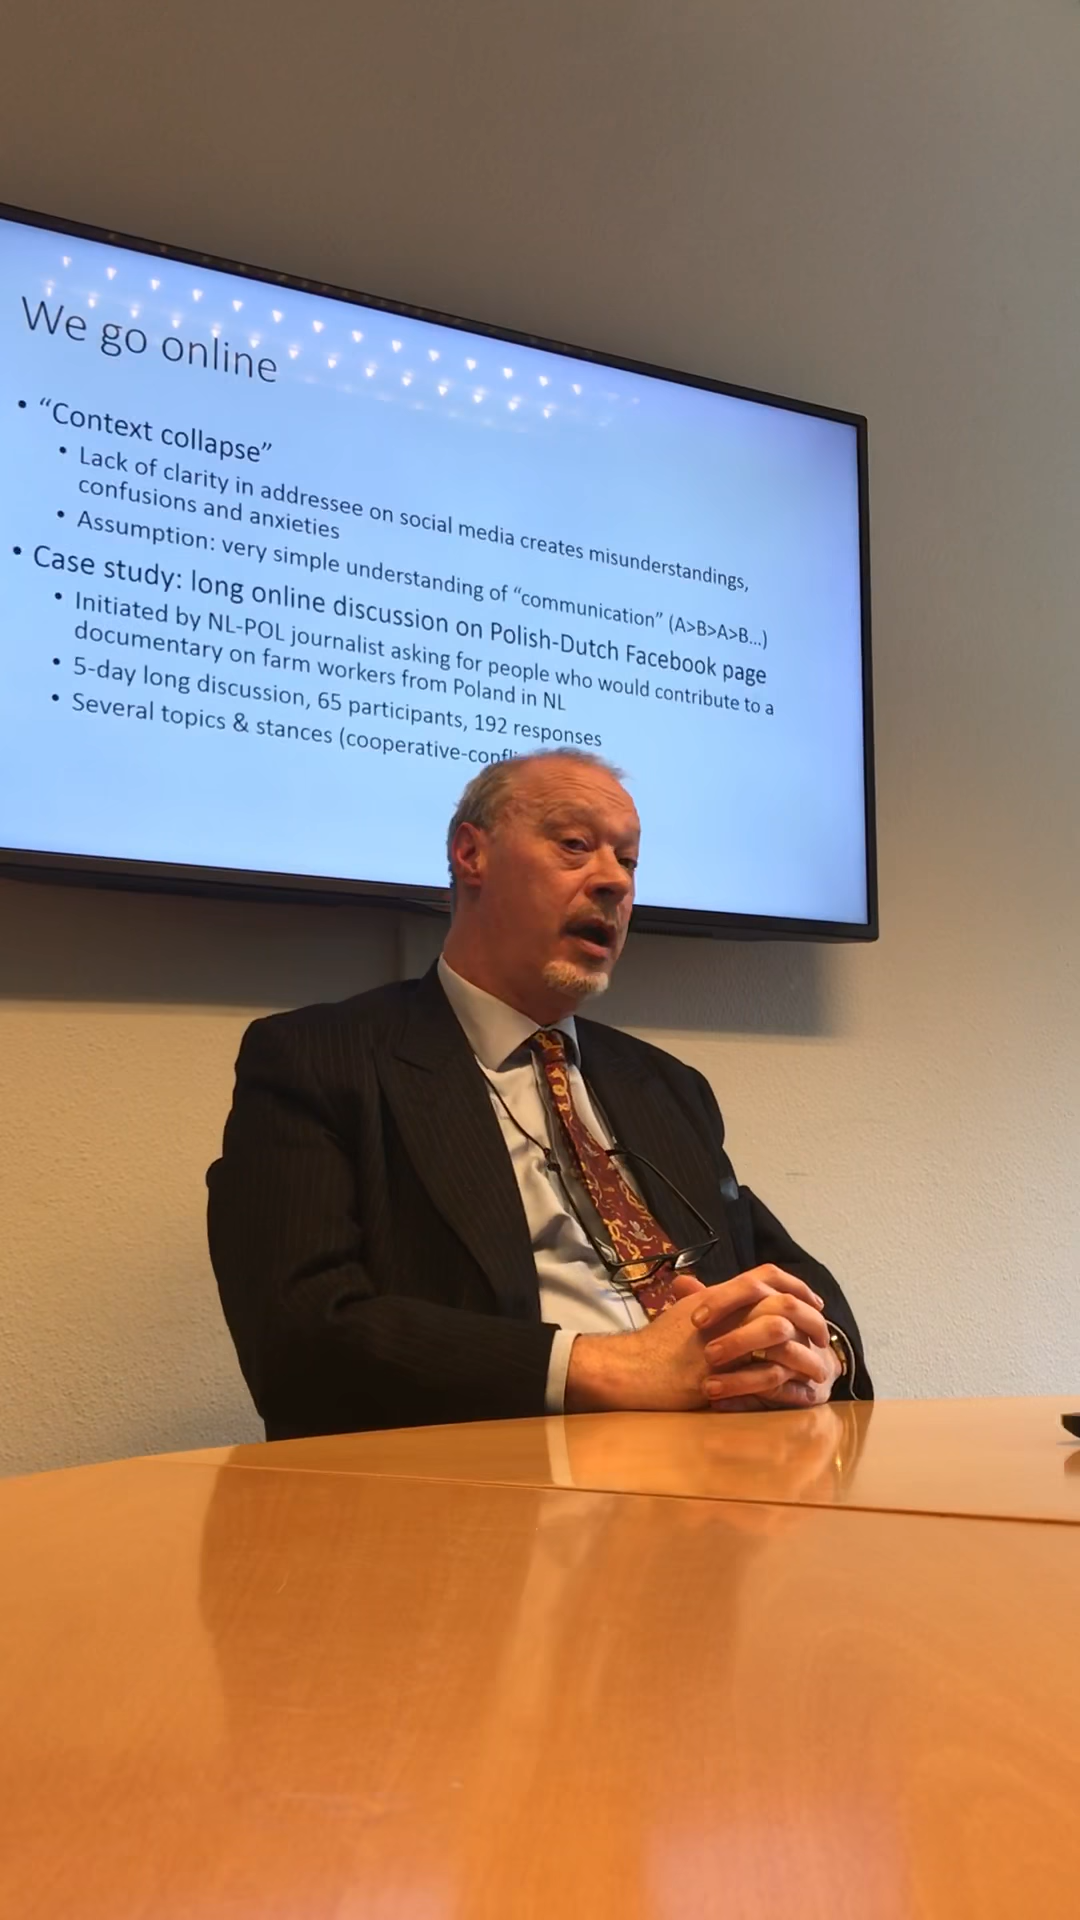 We go online
• “Context collapse”
• Lack of clarity in addressee on social media creates misunderstandings,
confusions and anxieties
• Assumption: very simple understanding of “communication” (A>B>A>B...)
• Case study: long online discussion on Polish-Dutch Facebook page
• Initiated by NL-POL journalist asking for people who would contribute to a
documentary on farm workers from Poland in NL
• 5-day long discussion, 65 participants, 192 responses
• Several topics & stances (cooperative-